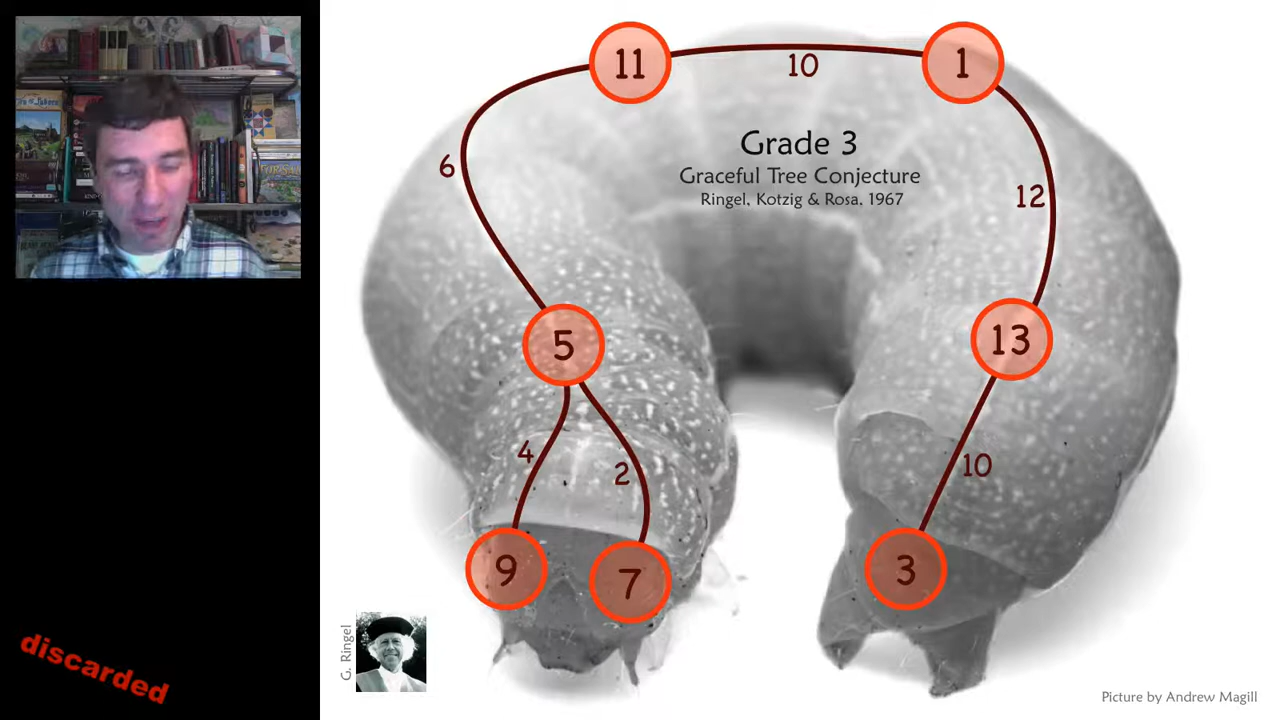 11
1
10
Grade 3
Graceful Tree Conjecture
Ringel, Kotzig & Rosa. 1967
6
12
5
13
4
2
10
9
7
3
G. Ringel
discarded
Picture by Andrew Magill